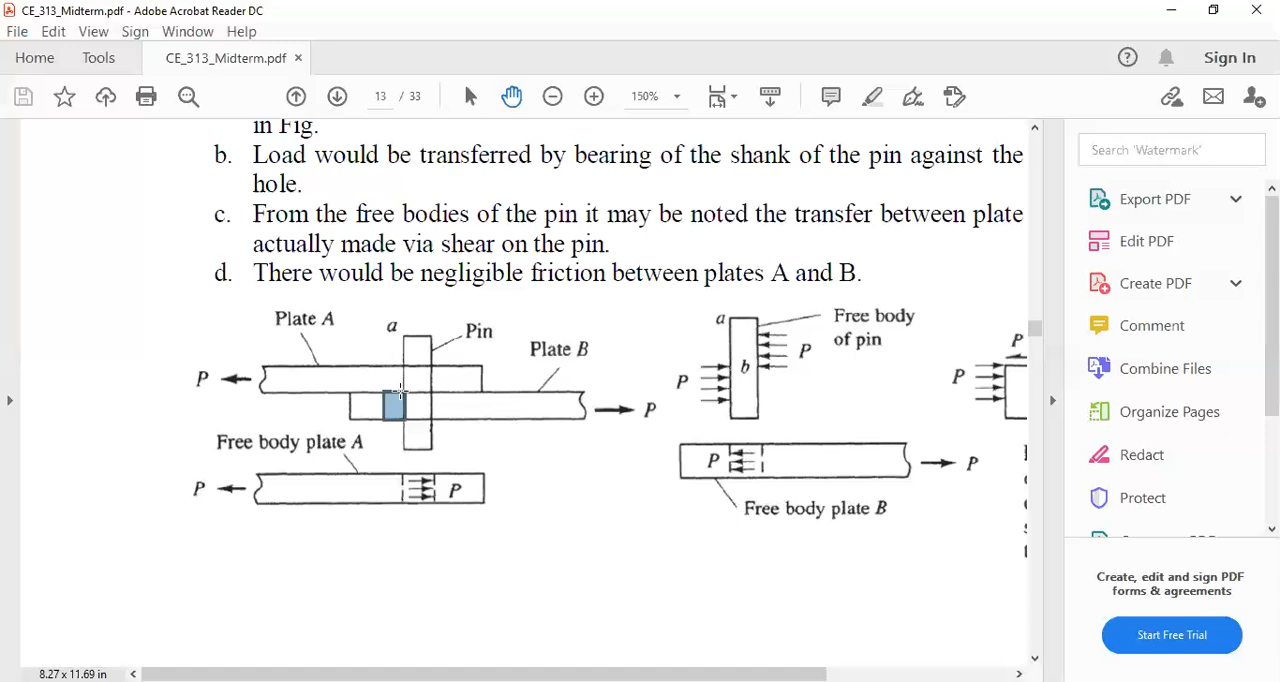 CE_313_Midterm.pdf - Adobe Acrobat Reader DC
File Edit View Sign Window Help
Home Tools CE_313_Midterm.pdf × Sign In
13 / 33 150%
in Fig.
b. Load would be transferred by bearing of the shank of the pin against the
hole.
c. From the free bodies of the pin it may be noted the transfer between plate
actually made via shear on the pin.
d. There would be negligible friction between plates A and B.
Plate A
a
Pin
Plate B
P
P
Free body plate A
P
P
a
Free body
of pin
b
P
P
P
P
P
P
Free body plate B
8.27 x 11.69 in
Search 'Watermark'
Export PDF
Edit PDF
Create PDF
Comment
Combine Files
Organize Pages
Redact
Protect
Create, edit and sign PDF
forms & agreements
Start Free Trial